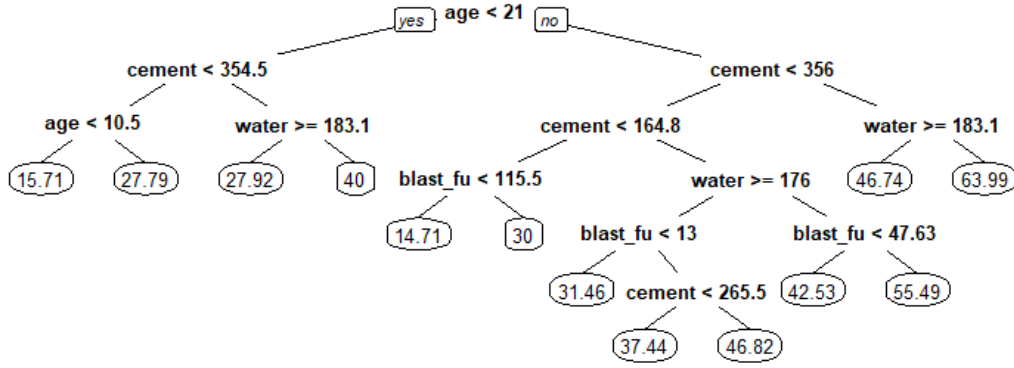 yes age < 21 no
cement < 354.5 cement < 356
age < 10.5 water >= 183.1 cement < 164.8 water >= 183.1
15.71 27.79 27.92 40 blast_fu < 115.5 water >= 176 46.74 63.99
14.71 30 blast_fu < 13 blast_fu < 47.63
31.46 cement < 265.5 42.53 55.49
37.44 46.82